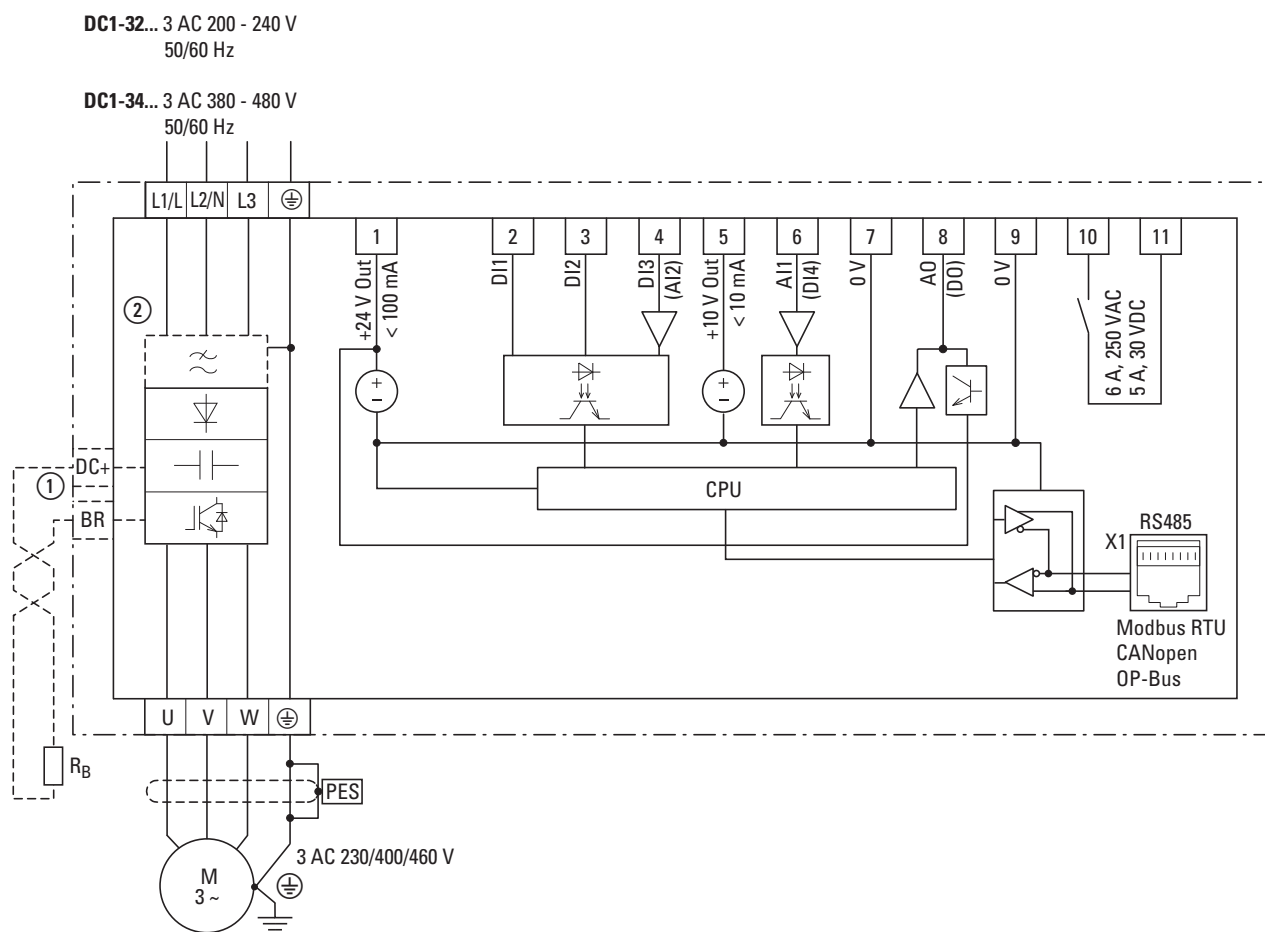 DC1-32... 3 AC 200 - 240 V
50/60 Hz
DC1-34... 3 AC 380 - 480 V
50/60 Hz
L1/L L2/N L3
1 2 3 4 5 6 7 8 9 10 11
+24 V Out
< 100 mA
DI1
DI2
DI3
(AI2)
+10 V Out
< 10 mA
AI1
(DI4)
0 V
AO
(DO)
0 V
6 A, 250 VAC
5 A, 30 VDC
2
+
−
+
−
DC+
1
BR
CPU
X1
RS485
Modbus RTU
CANopen
OP-Bus
U V W
RB
PES
3 AC 230/400/460 V
M
3 ~